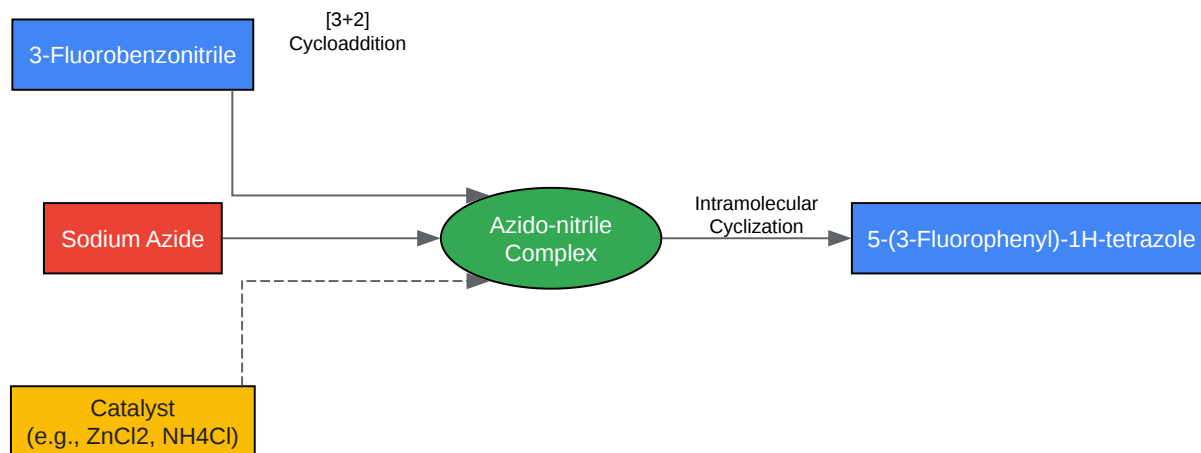 [3+2]
Cycloaddition
3-Fluorobenzonitrile
Sodium Azide
Azido-nitrile
Complex
Intramolecular
Cyclization
5-(3-Fluorophenyl)-1H-tetrazole
Catalyst
(e.g., ZnCl2, NH4Cl)